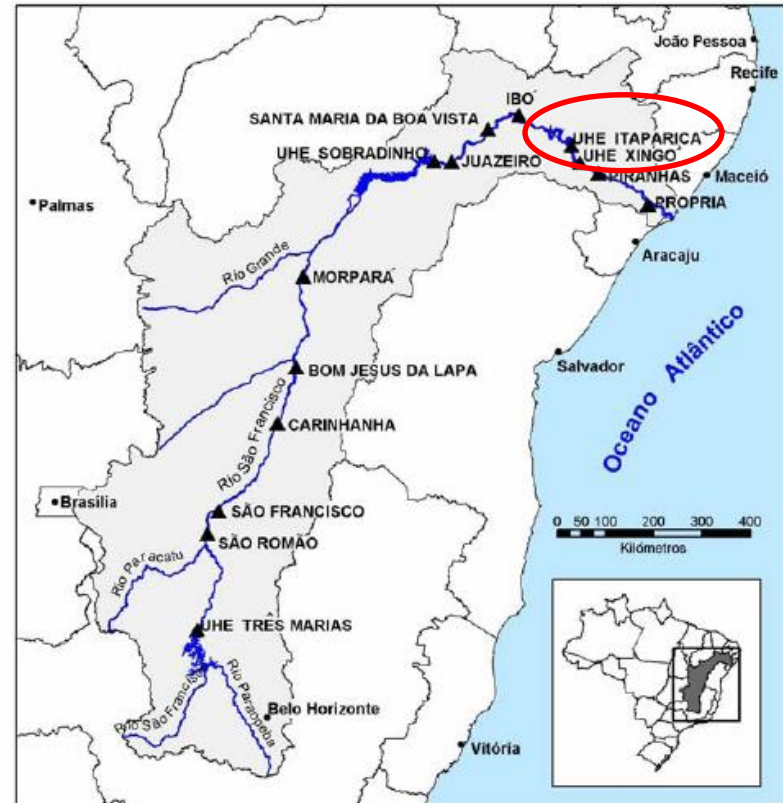 João Pessoa
Recife
IBÓ
SANTA MARIA DA BOA VISTA
UHE ITAPARICA
UHE SOBRADINHO
JUAZEIRO
UHE XINGO
PIRANHAS
Maceió
Palmas
PROPRIA
Aracaju
Rio Grande
MORPARÁ
Salvador
BOM JESUS DA LAPA
Oceano Atlântico
Rio São Francisco
CARINHANHA
Brasília
SÃO FRANCISCO
SÃO ROMÃO
0 50 100 200 300 400
Kilómetros
Rio Paracatu
UHE TRÊS MARIAS
Rio São Francisco
Rio Paraopeba
Belo Horizonte
Vitória